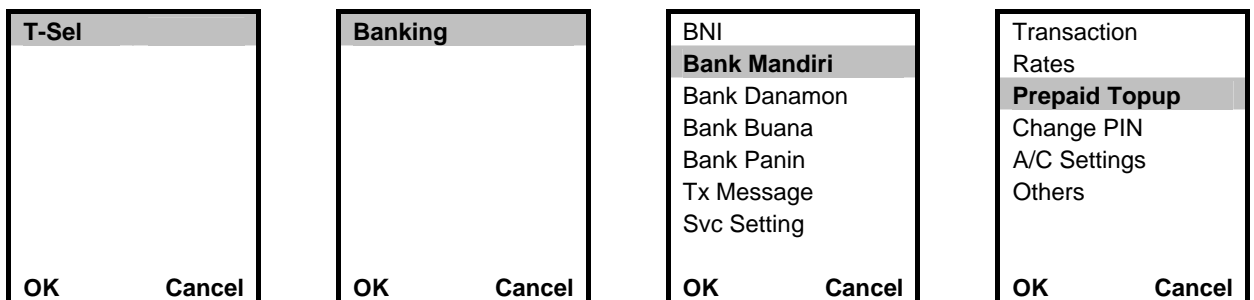 T-Sel
OK Cancel
Banking
OK Cancel
BNI
Bank Mandiri
Bank Danamon
Bank Buana
Bank Panin
Tx Message
Svc Setting
OK Cancel
Transaction
Rates
Prepaid Topup
Change PIN
A/C Settings
Others
OK Cancel